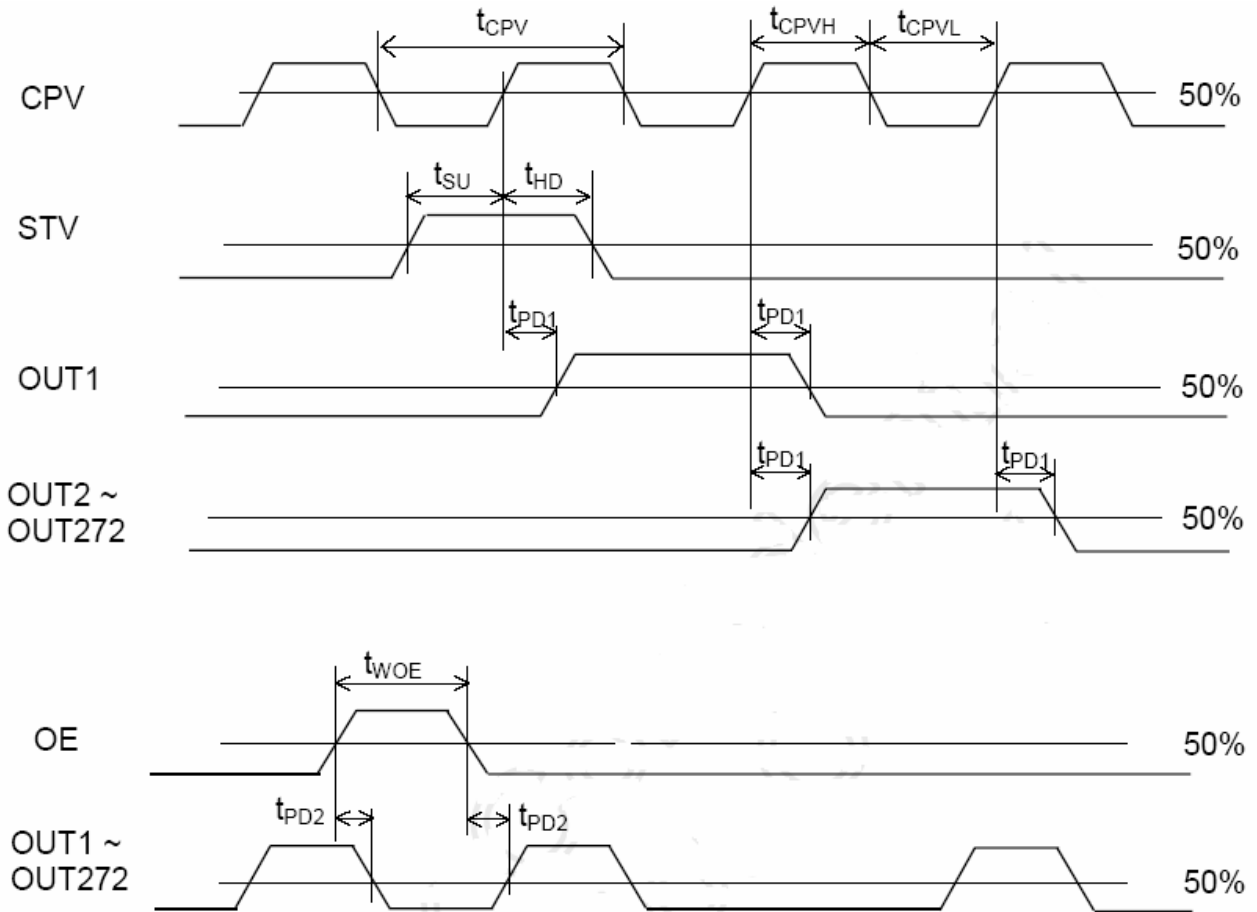 tCPV
tCPVH
tCPVL
CPV
50%
tSU
tHD
STV
50%
tPD1
tPD1
OUT1
50%
tPD1
tPD1
OUT2 ~
OUT272
50%
tWOE
OE
50%
tPD2
tPD2
OUT1 ~
OUT272
50%